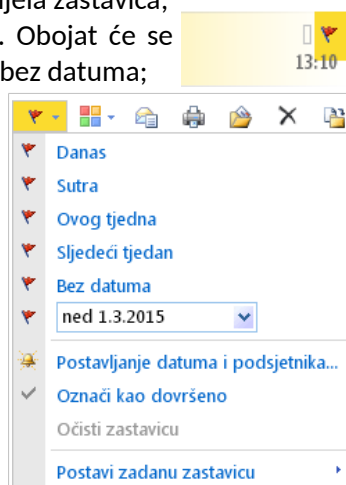 jela zastavica,
. Obojat će se
bez datuma;
13:10
Danas
Sutra
Ovog tjedna
Sljedeći tjedan
Bez datuma
ned 1.3.2015
Postavljanje datuma i podsjetnika...
Označi kao dovršeno
Očisti zastavicu
Postavi zadanu zastavicu